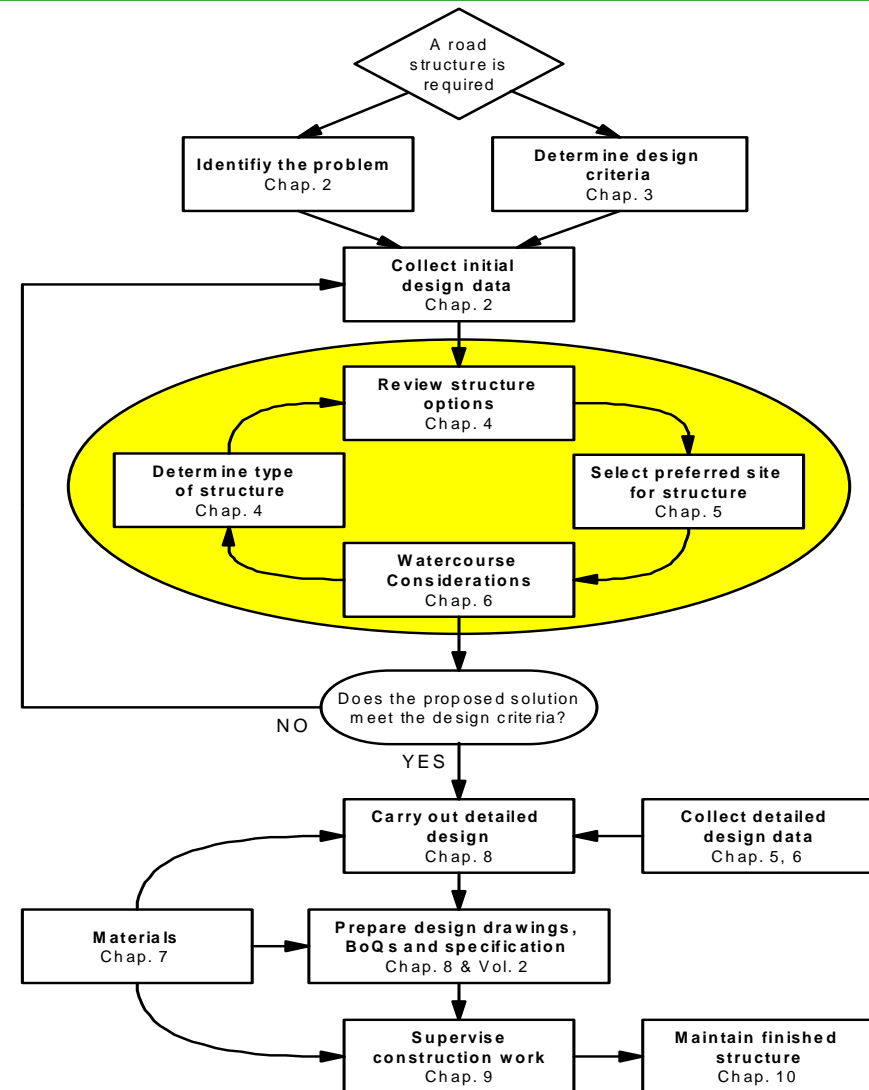 A road
structure is
required
Identifiy the problem
Chap. 2
Determine design
criteria
Chap. 3
Collect initial
design data
Chap. 2
Review structure
options
Chap. 4
Determine type
of structure
Chap. 4
Select preferred site
for structure
Chap. 5
Watercourse
Considerations
Chap. 6
Does the proposed solution
meet the design criteria?
NO
YES
Carry out detailed
design
Chap. 8
Collect detailed
design data
Chap. 5, 6
Materials
Chap. 7
Prepare design drawings,
BoQs and specification
Chap. 8 & Vol. 2
Supervise
construction work
Chap. 9
Maintain finished
structure
Chap. 10